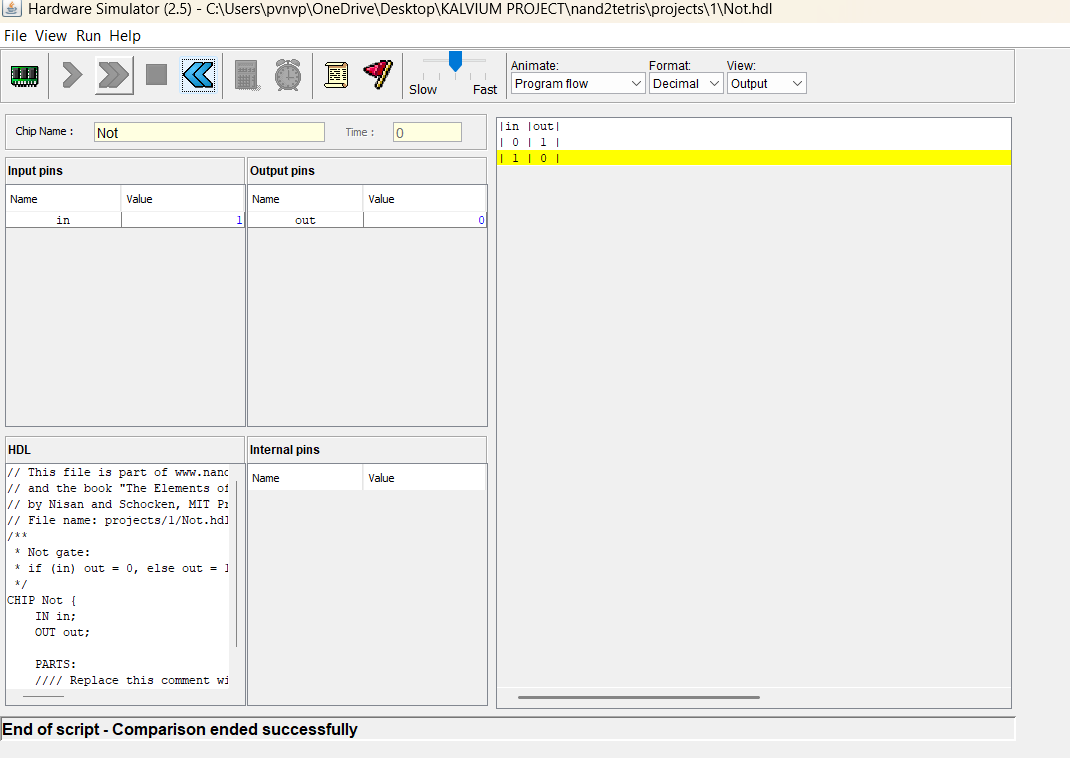 Hardware Simulator (2.5) - C:\Users\pvnvp\OneDrive\Desktop\KALVIUM PROJECT\nand2tetris\projects\1\Not.hdl
File View Run Help
Slow Fast
Animate: Format: View:
Program flow Decimal Output
Chip Name : Not Time : 0
Input pins
Name Value
in 1
Output pins
Name Value
out 0
HDL
// This file is part of www.nand
// and the book "The Elements of
// by Nisan and Schocken, MIT Pr
// File name: projects/1/Not.hdl
/**
* Not gate:
* if (in) out = 0, else out = 1
*/
CHIP Not {
IN in;
OUT out;
PARTS:
//// Replace this comment wi
Internal pins
Name Value
|in |out|
| 0 | 1 |
| 1 | 0 |
End of script - Comparison ended successfully